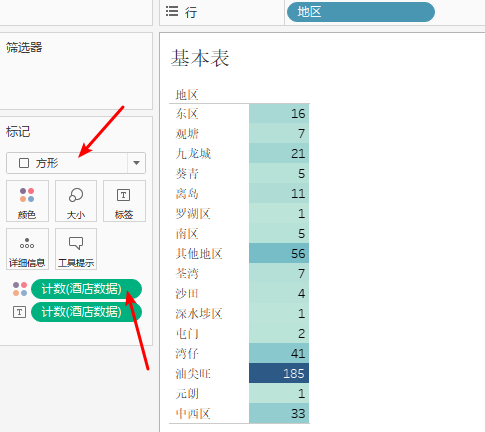 行
地区
筛选器
基本表
标记
方形
颜色
大小
标签
详细信息
工具提示
计数(酒店数据)
计数(酒店数据)
地区
东区 16
观塘 7
九龙城 21
葵青 5
离岛 11
罗湖区 1
南区 5
其他地区 56
荃湾 7
沙田 4
深水埗区 1
屯门 2
湾仔 41
油尖旺 185
元朗 1
中西区 33